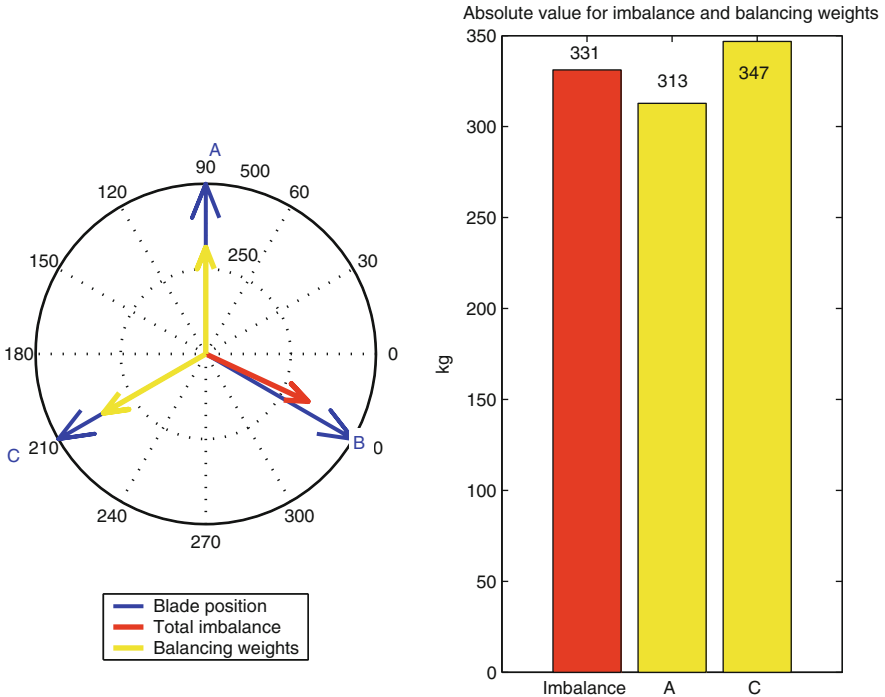 Absolute value for imbalance and balancing weights
A
90
500
120
60
150
250
30
180
0
C
210
B
0
240
300
270
Blade position
Total imbalance
Balancing weights
350
331
313
347
300
250
200
kg
150
100
50
0
Imbalance
A
C